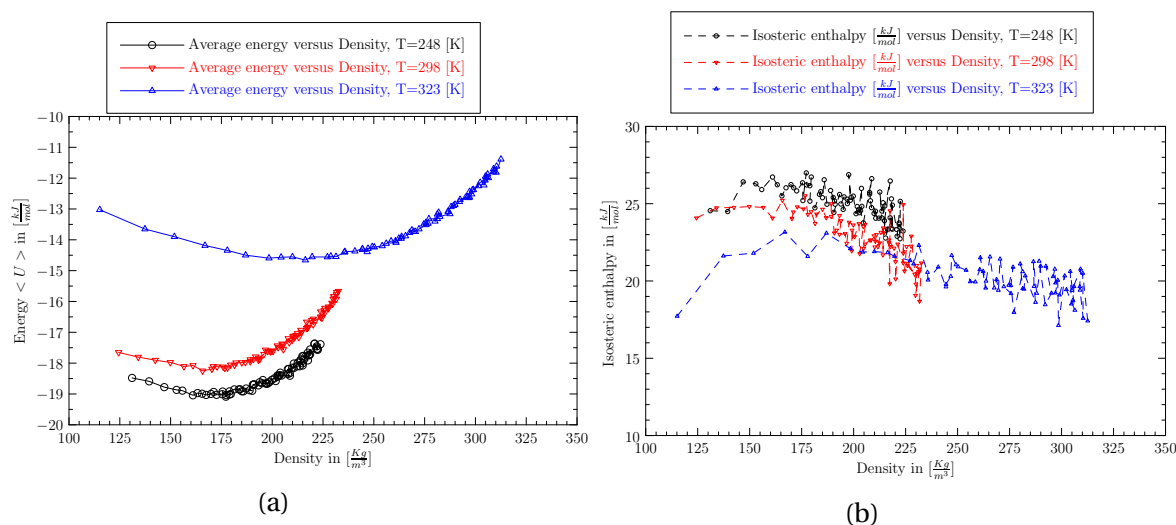 Average energy versus Density, T=248 [K]
Average energy versus Density, T=298 [K]
Average energy versus Density, T=323 [K]
−10
−11
−12
−13
−14
−15
−16
−17
−18
−19
−20
Energy < U > in [kJ/mol]
100 125 150 175 200 225 250 275 300 325 350
Density in [Kg/m³]
(a)
Isosteric enthalpy [kJ/mol] versus Density, T=248 [K]
Isosteric enthalpy [kJ/mol] versus Density, T=298 [K]
Isosteric enthalpy [kJ/mol] versus Density, T=323 [K]
30
26
22
18
14
10
Isosteric enthalpy in [kJ/mol]
100 125 150 175 200 225 250 275 300 325 350
Density in [Kg/m³]
(b)